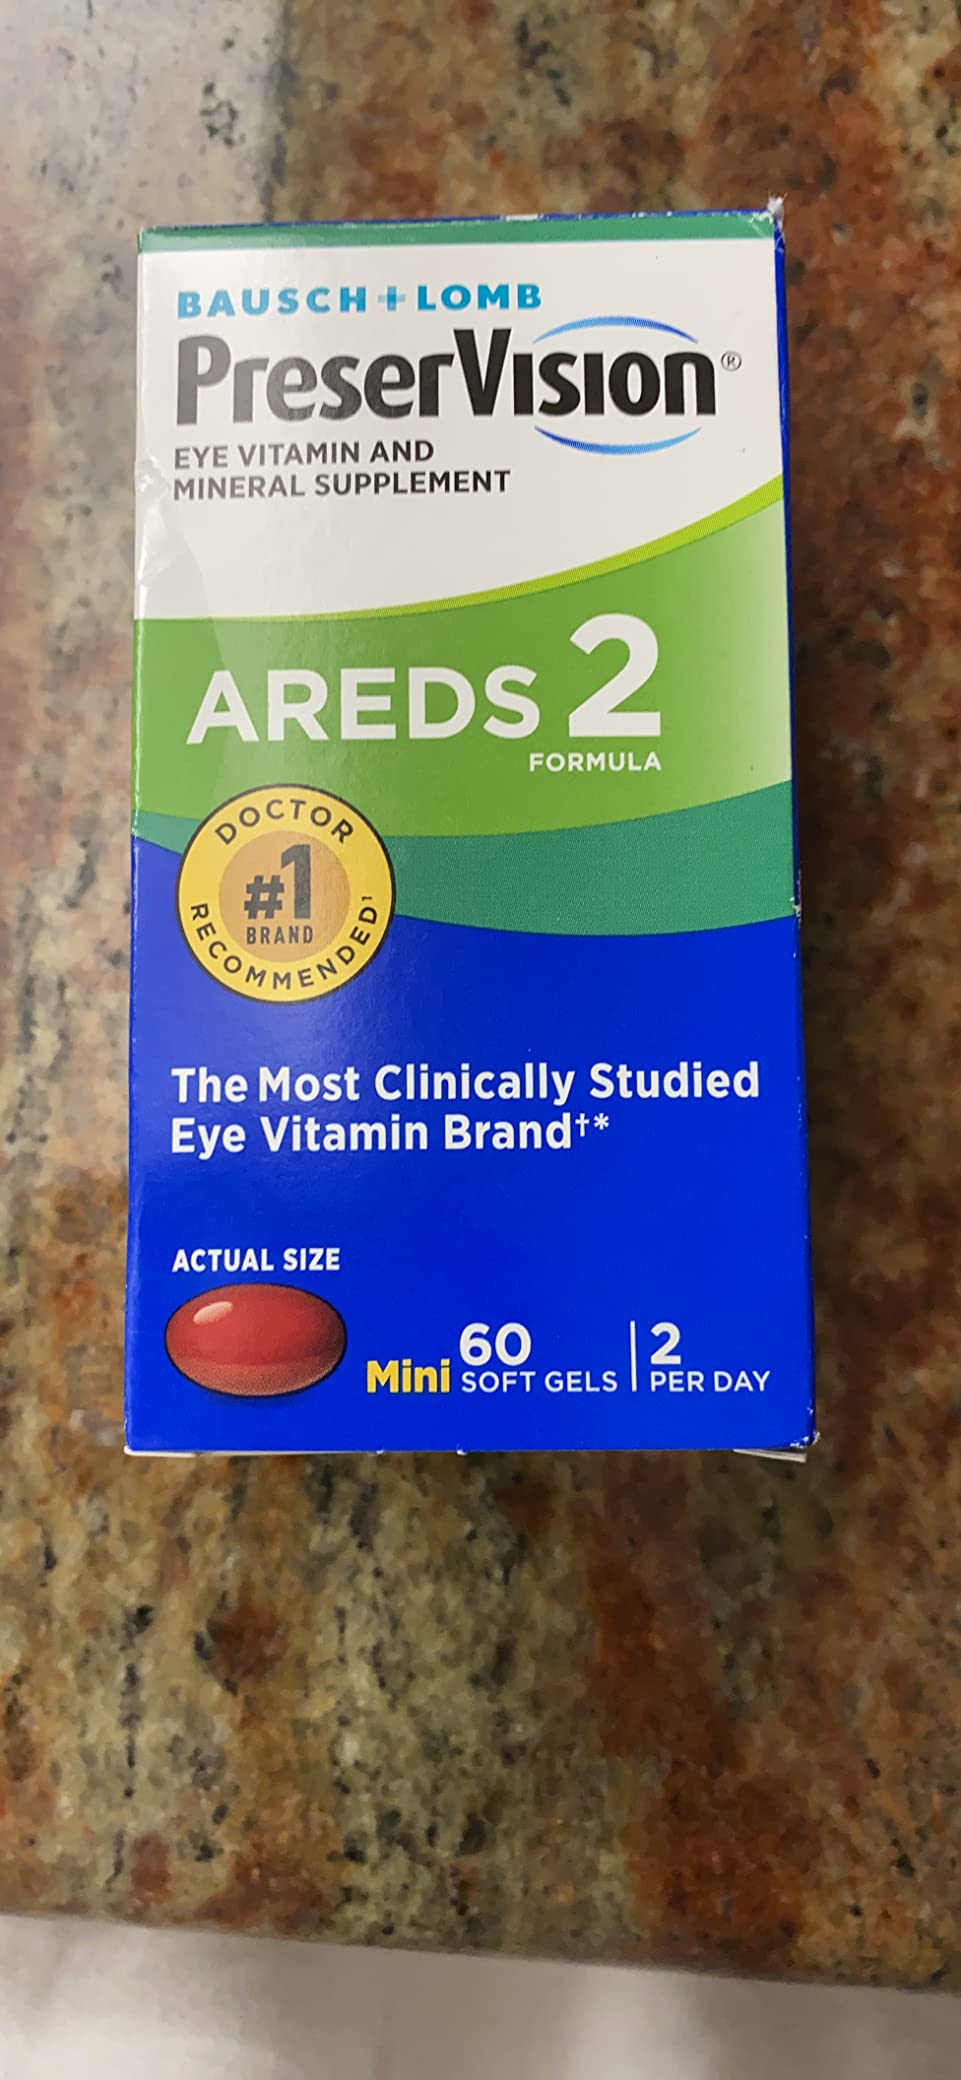 BAUSCH + LOMB
PreserVision®
EYE VITAMIN AND
MINERAL SUPPLEMENT
AREDS 2
FORMULA
DOCTOR
#1
BRAND
RECOMMENDED¹
The Most Clinically Studied
Eye Vitamin Brand†*
ACTUAL SIZE
Mini 60 SOFT GELS | 2 PER DAY